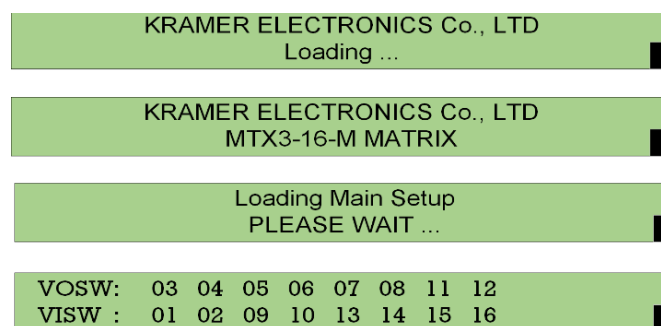 KRAMER ELECTRONICS Co., LTD
Loading ...
KRAMER ELECTRONICS Co., LTD
MTX3-16-M MATRIX
Loading Main Setup
PLEASE WAIT ...
VOSW: 03 04 05 06 07 08 11 12
VISW : 01 02 09 10 13 14 15 16